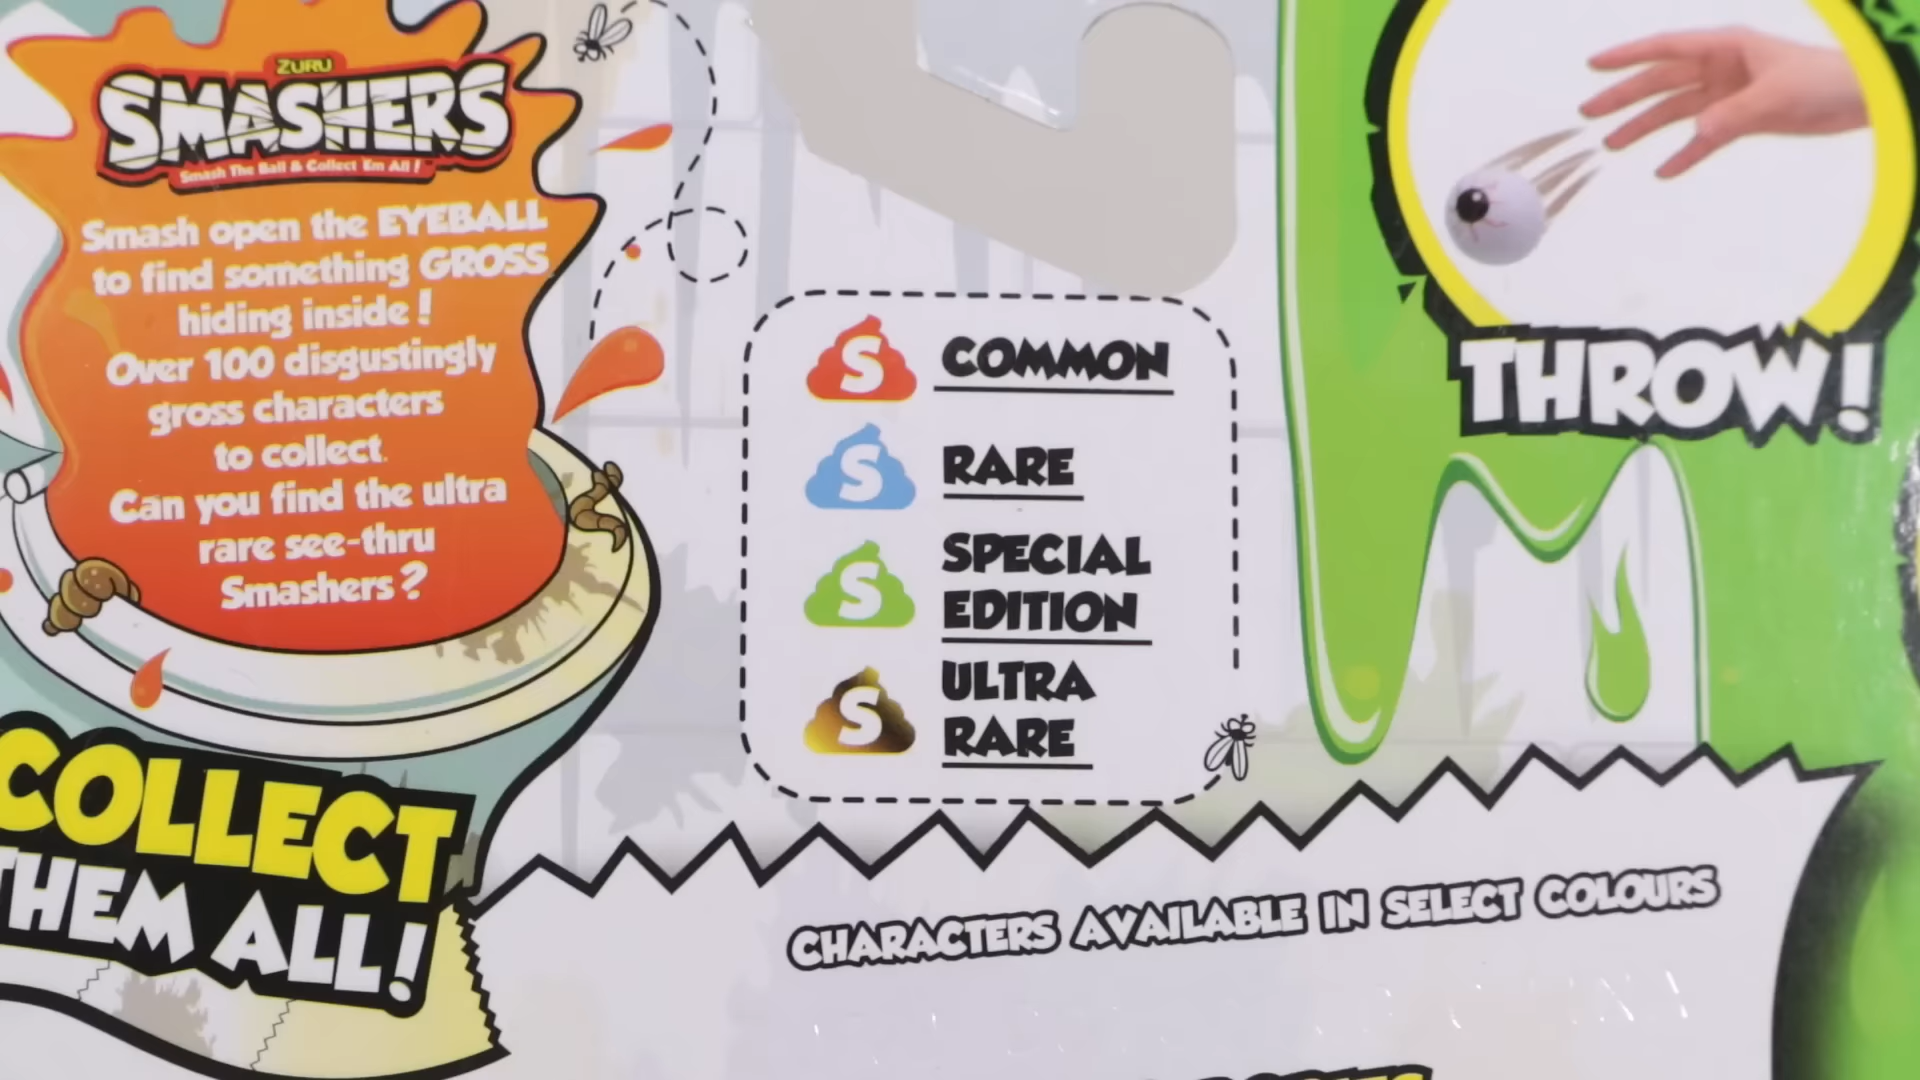 ZURU
SMASHERS
Smash The Ball & Collect 'Em All!
Smash open the EYEBALL
to find something GROSS
hiding inside!
Over 100 disgustingly
gross characters
to collect.
Can you find the ultra
rare see-thru
Smashers?
COLLECT
THEM ALL!
S COMMON
S RARE
S SPECIAL
EDITION
S ULTRA
RARE
THROW!
CHARACTERS AVAILABLE IN SELECT COLOURS